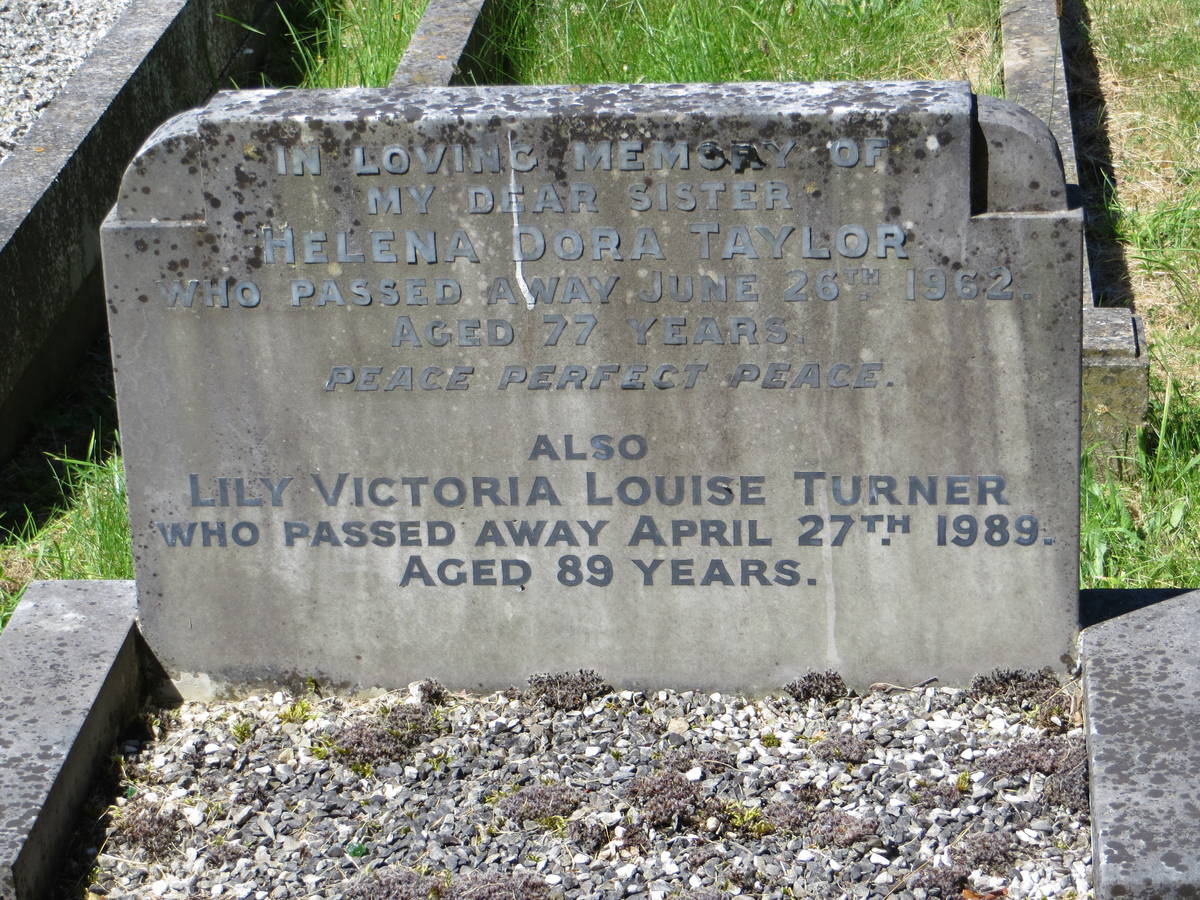 IN LOVING MEMORY OF
MY DEAR SISTER
HELENA DORA TAYLOR
WHO PASSED AWAY JUNE 26TH 1962.
AGED 77 YEARS.
PEACE PERFECT PEACE.
ALSO
LILY VICTORIA LOUISE TURNER
WHO PASSED AWAY APRIL 27TH 1989.
AGED 89 YEARS.